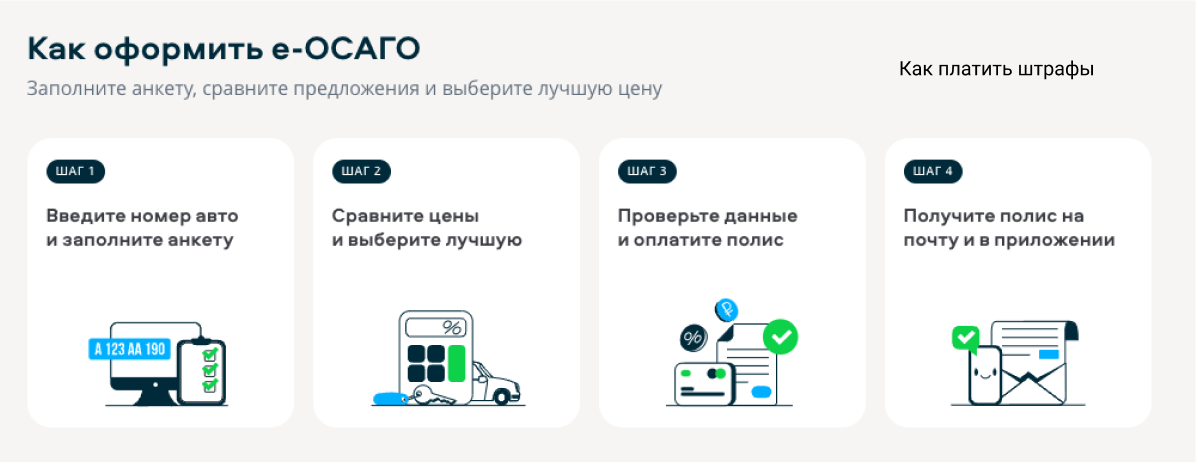 Как оформить е-ОСАГО
Заполните анкету, сравните предложения и выберите лучшую цену
Как платить штрафы
ШАГ 1
Введите номер авто
и заполните анкету
А 123 АА 190
ШАГ 2
Сравните цены
и выберите лучшую
%
ШАГ 3
Проверьте данные
и оплатите полис
%
₽
ШАГ 4
Получите полис на
почту и в приложении